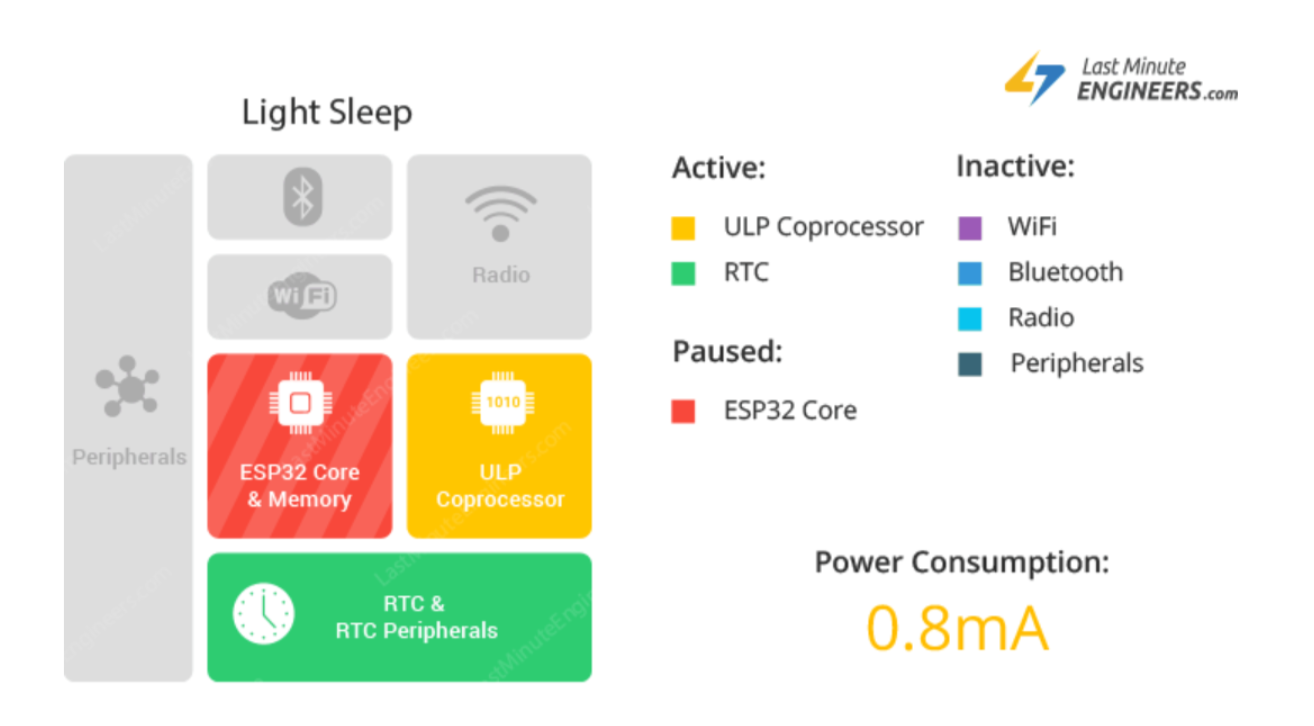 Last Minute
ENGINEERS.com
Light Sleep
Radio
WiFi
Peripherals
ESP32 Core
& Memory
1010
ULP
Coprocessor
RTC &
RTC Peripherals
Active:
ULP Coprocessor
RTC
Paused:
ESP32 Core
Inactive:
WiFi
Bluetooth
Radio
Peripherals
Power Consumption:
0.8mA